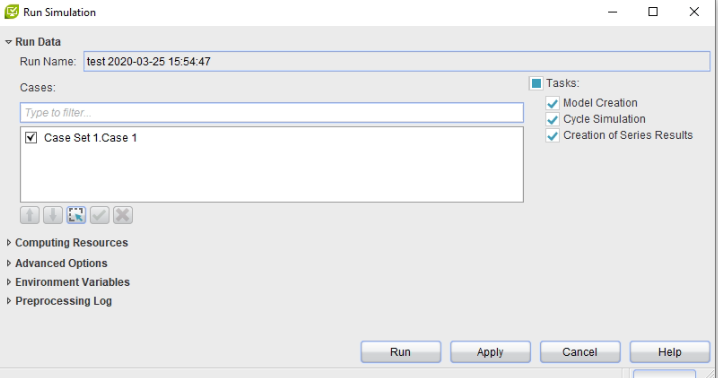 Run Simulation
Run Data
Run Name: test 2020-03-25 15:54:47
Cases:
Tasks:
Type to filter...
Model Creation
Cycle Simulation
Case Set 1.Case 1
Creation of Series Results
Computing Resources
Advanced Options
Environment Variables
Preprocessing Log
Run Apply Cancel Help